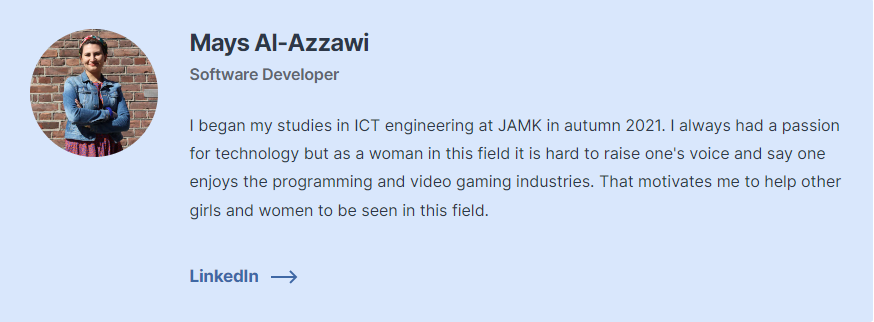 Mays Al-Azzawi
Software Developer
I began my studies in ICT engineering at JAMK in autumn 2021. I always had a passion
for technology but as a woman in this field it is hard to raise one's voice and say one
enjoys the programming and video gaming industries. That motivates me to help other
girls and women to be seen in this field.
LinkedIn